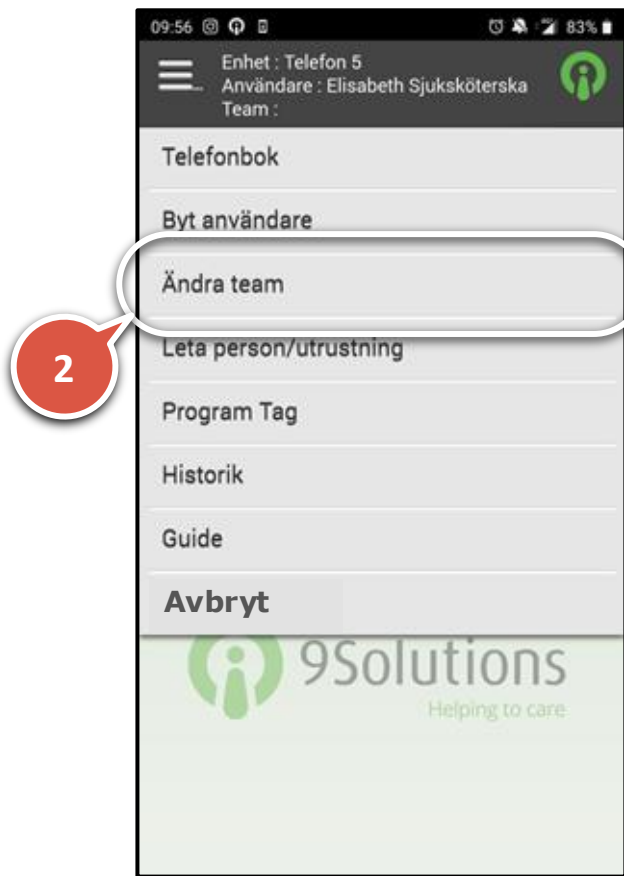 09:56 83%
Enhet : Telefon 5
Användare : Elisabeth Sjuksköterska
Team :
Telefonbok
Byt användare
Ändra team
2
Leta person/utrustning
Program Tag
Historik
Guide
Avbryt
9Solutions
Helping to care